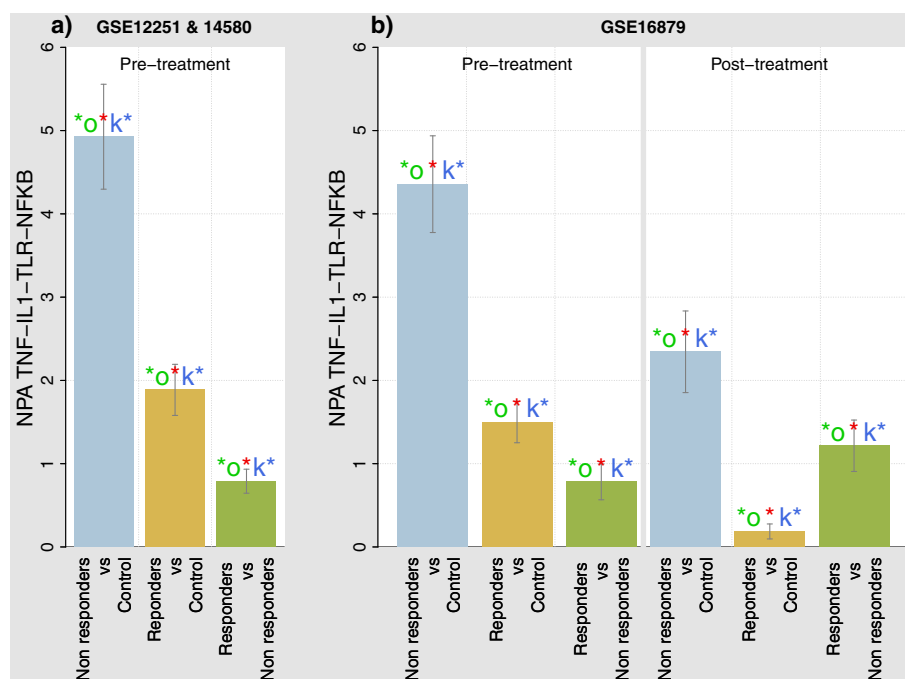 a) GSE12251 & 14580
b) GSE16879
NPA TNF−IL1−TLR−NFKB
6
5
4
3
2
1
0
Pre−treatment
*o*k*
*o*k*
*o*k*
Non responders
vs
Control
Reponders
vs
Control
Responders
vs
Non responders
NPA TNF−IL1−TLR−NFKB
6
5
4
3
2
1
0
Pre−treatment
*o*k*
*o*k*
*o*k*
Non responders
vs
Control
Reponders
vs
Control
Responders
vs
Non responders
Post−treatment
*o*k*
*o*k*
*o*k*
Non responders
vs
Control
Reponders
vs
Control
Responders
vs
Non responders